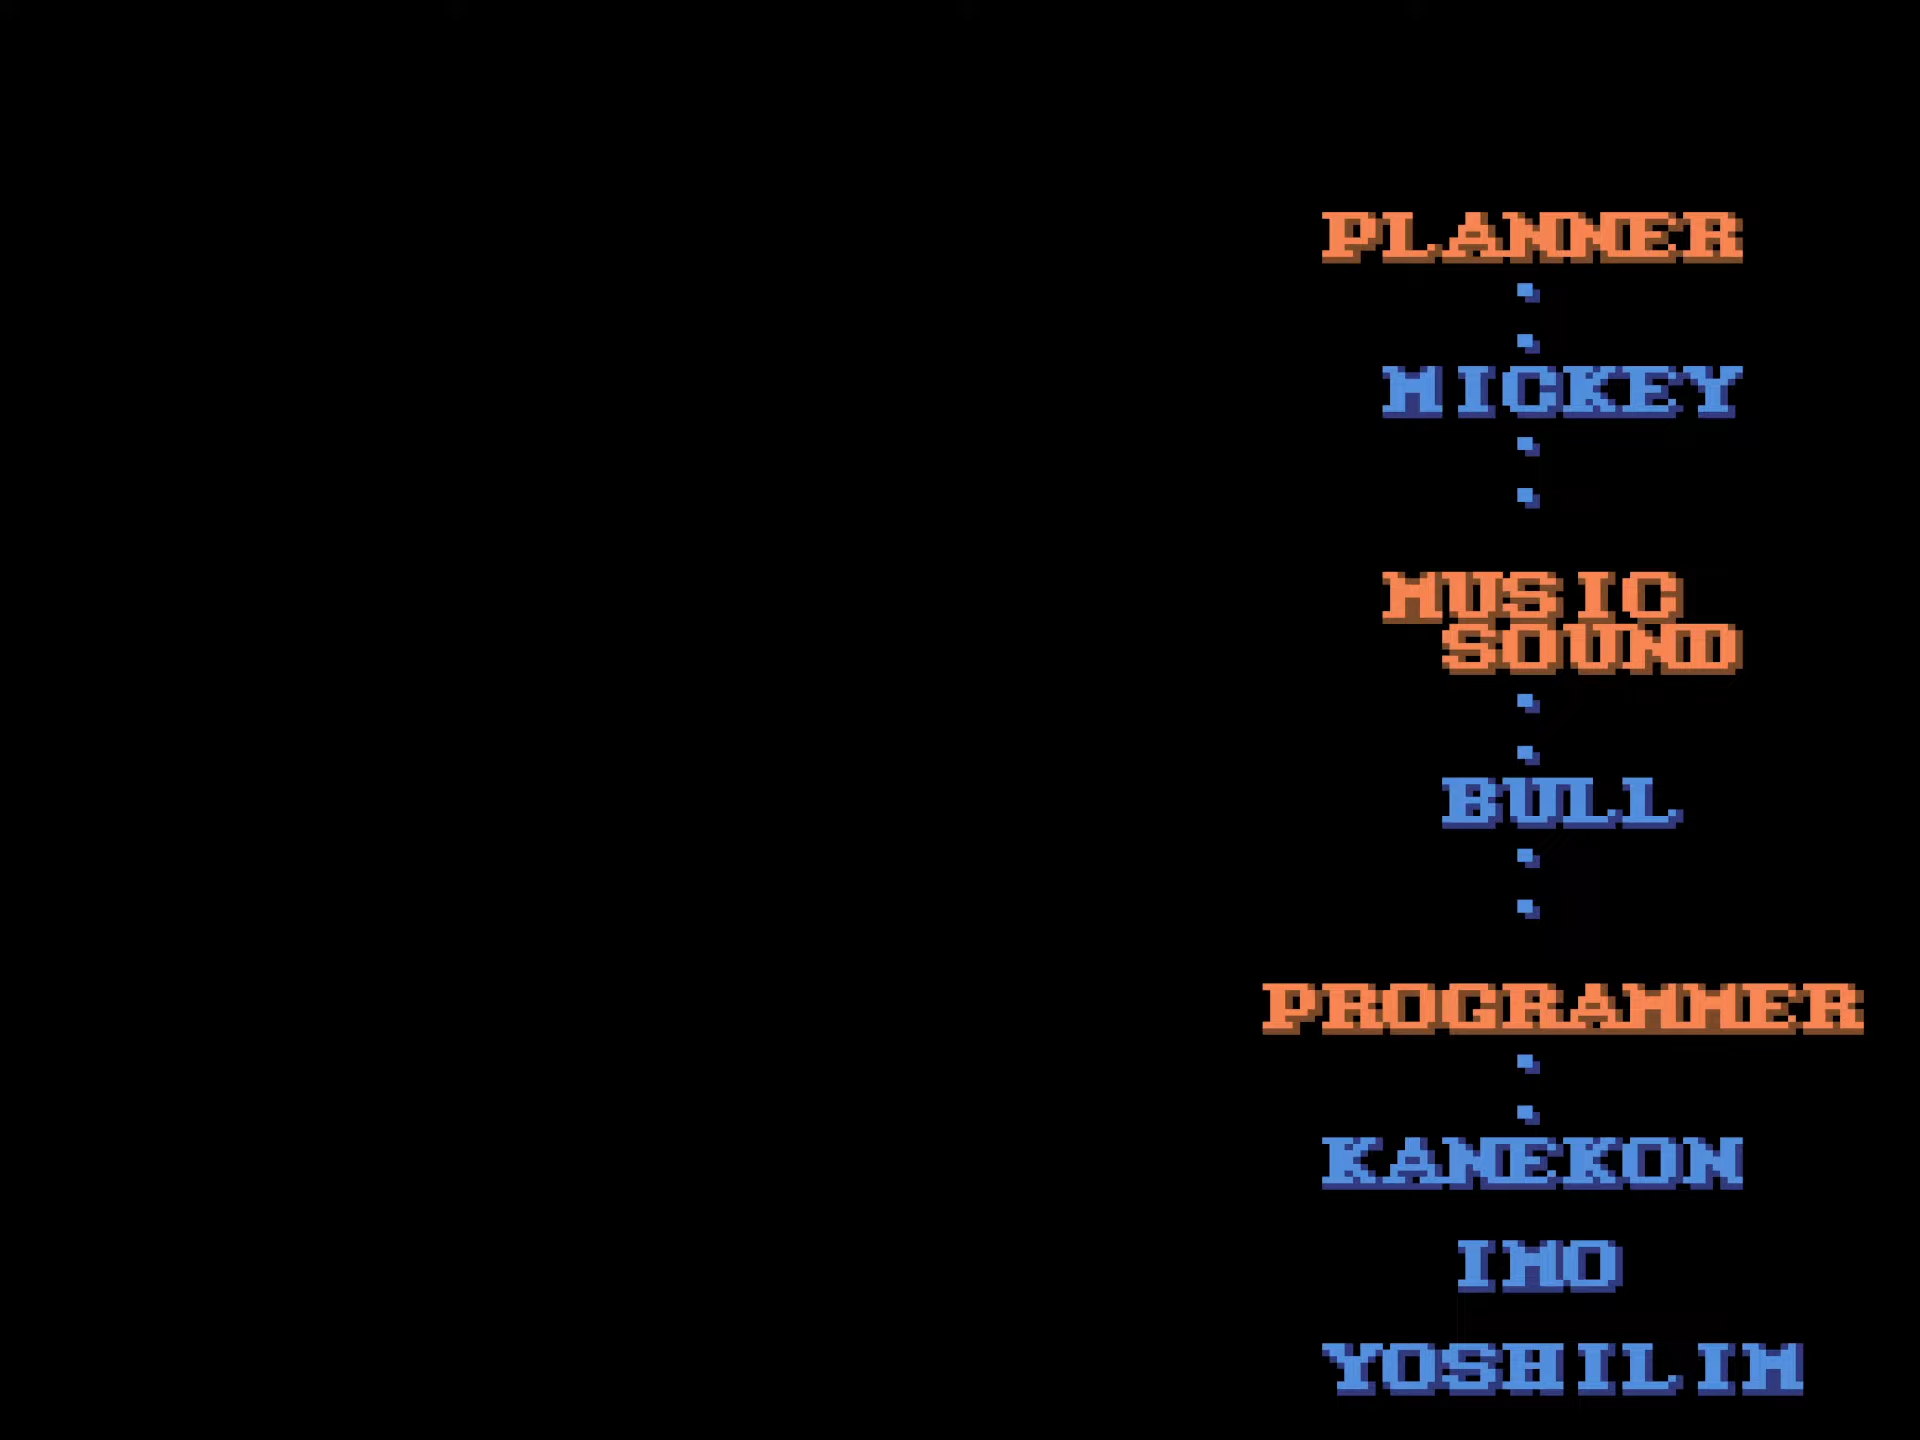 PLANNER
MICKEY
MUSIC
SOUND
BULL
PROGRAMMER
KANEKON
IMO
YOSHILIM